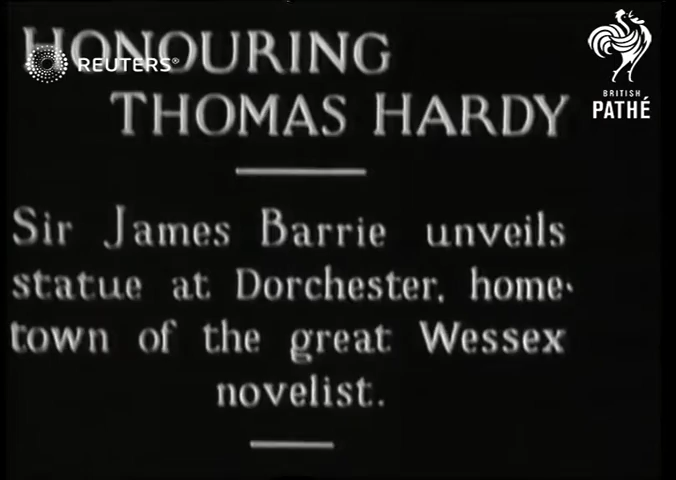 HONOURING
REUTERS®
THOMAS HARDY
BRITISH
PATHÉ
Sir James Barrie unveils
statue at Dorchester, home-
town of the great Wessex
novelist.